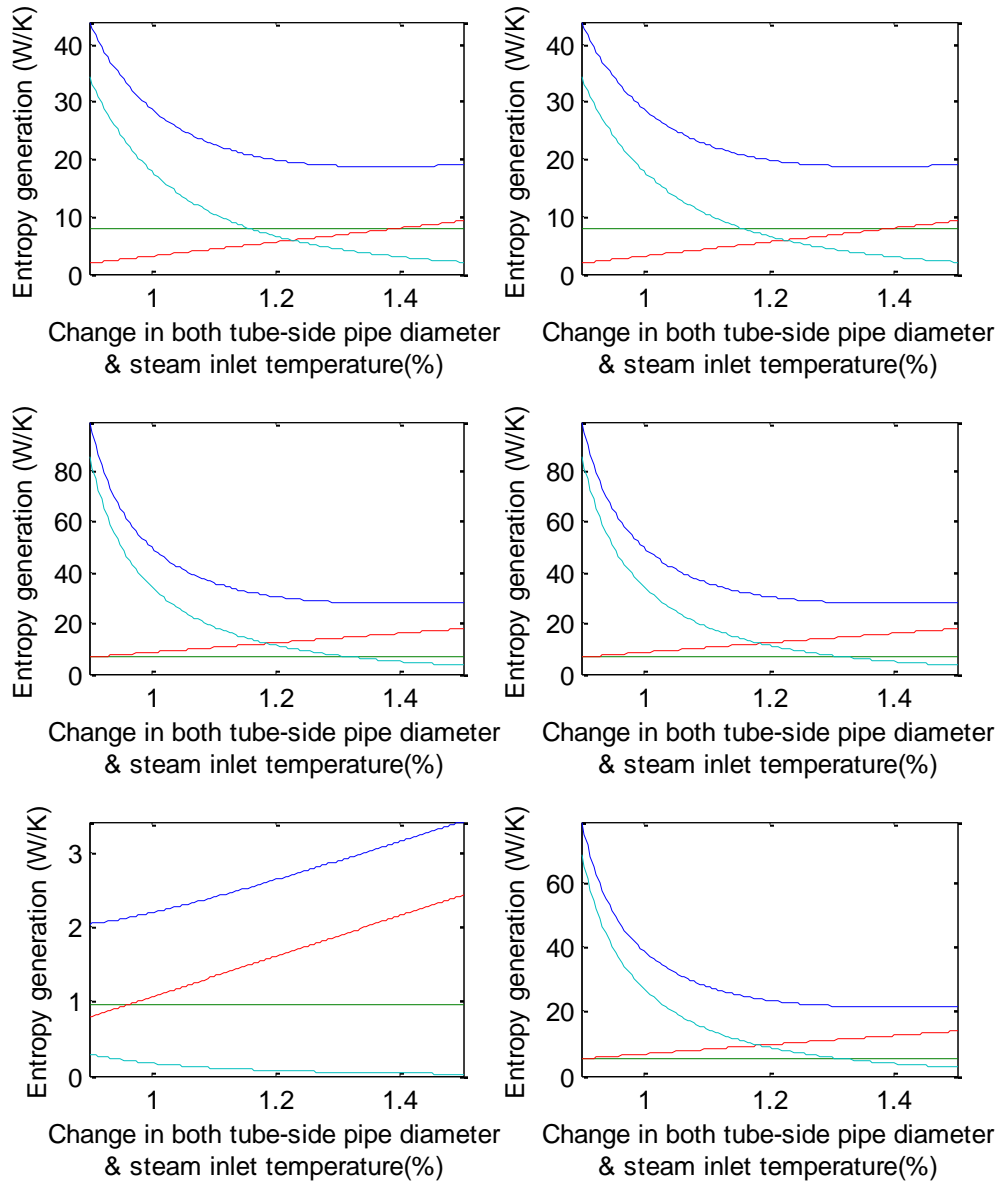 Entropy generation (W/K)
40
30
20
10
0
1
1.2
1.4
Change in both tube-side pipe diameter
& steam inlet temperature(%)
Entropy generation (W/K)
40
30
20
10
0
1
1.2
1.4
Change in both tube-side pipe diameter
& steam inlet temperature(%)
Entropy generation (W/K)
80
60
40
20
0
1
1.2
1.4
Change in both tube-side pipe diameter
& steam inlet temperature(%)
Entropy generation (W/K)
80
60
40
20
0
1
1.2
1.4
Change in both tube-side pipe diameter
& steam inlet temperature(%)
Entropy generation (W/K)
3
2
1
0
1
1.2
1.4
Change in both tube-side pipe diameter
& steam inlet temperature(%)
Entropy generation (W/K)
60
40
20
0
1
1.2
1.4
Change in both tube-side pipe diameter
& steam inlet temperature(%)